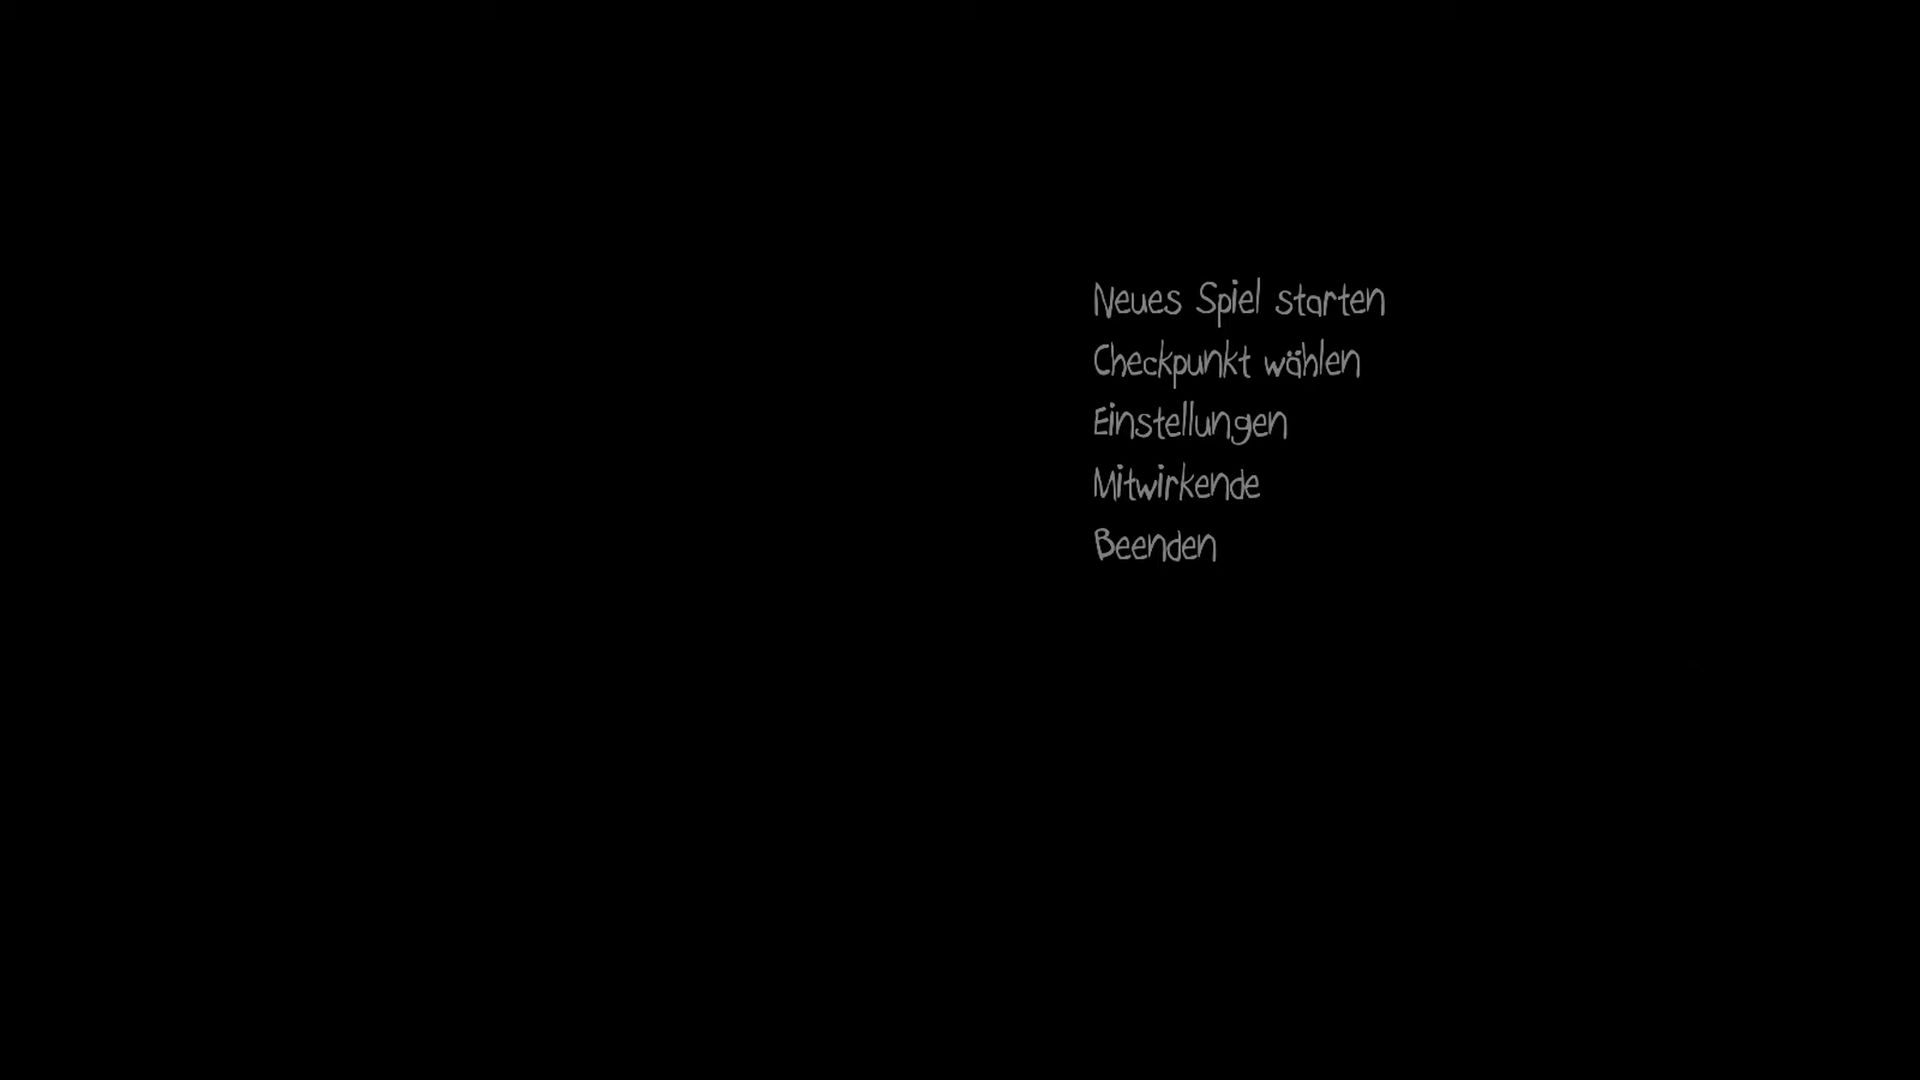 Neues Spiel starten
Checkpunkt wählen
Einstellungen
Mitwirkende
Beenden